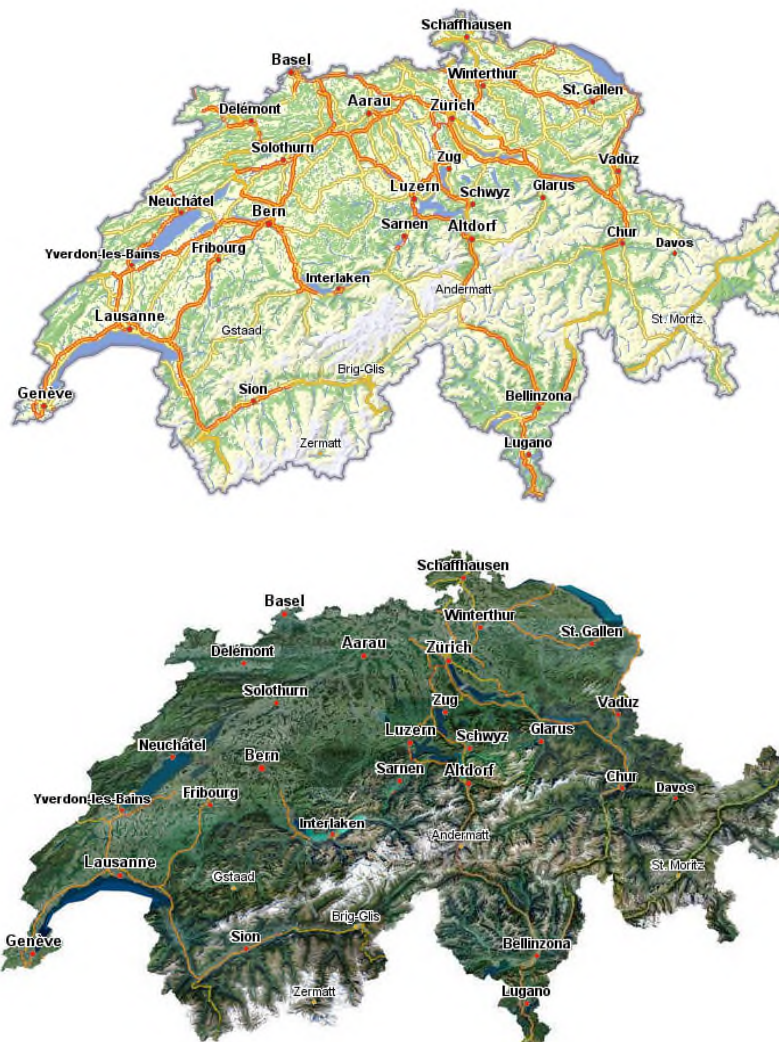 Schaffhausen
Basel
Winterthur
St. Gallen
Aarau
Zürich
Delémont
Solothurn
Zug
Vaduz
Luzern
Schwyz
Glarus
Neuchátel
Bern
Sarnen
Altdorf
Chur
Davos
Fribourg
Yverdon-les-Bains
Interlaken
Andermatt
Lausanne
Gstaad
St. Moritz
Brig-Glis
Sion
Genève
Bellinzona
Zermatt
Lugano
Schaffhausen
Basel
Winterthur
St. Gallen
Aarau
Zürich
Delémont
Solothurn
Zug
Vaduz
Luzern
Schwyz
Glarus
Neuchátel
Bern
Sarnen
Altdorf
Chur
Davos
Yverdon-les-Bains
Fribourg
Interlaken
Andermatt
Lausanne
Gstaad
St. Moritz
Brig-Glis
Genève
Sion
Bellinzona
Zermatt
Lugano